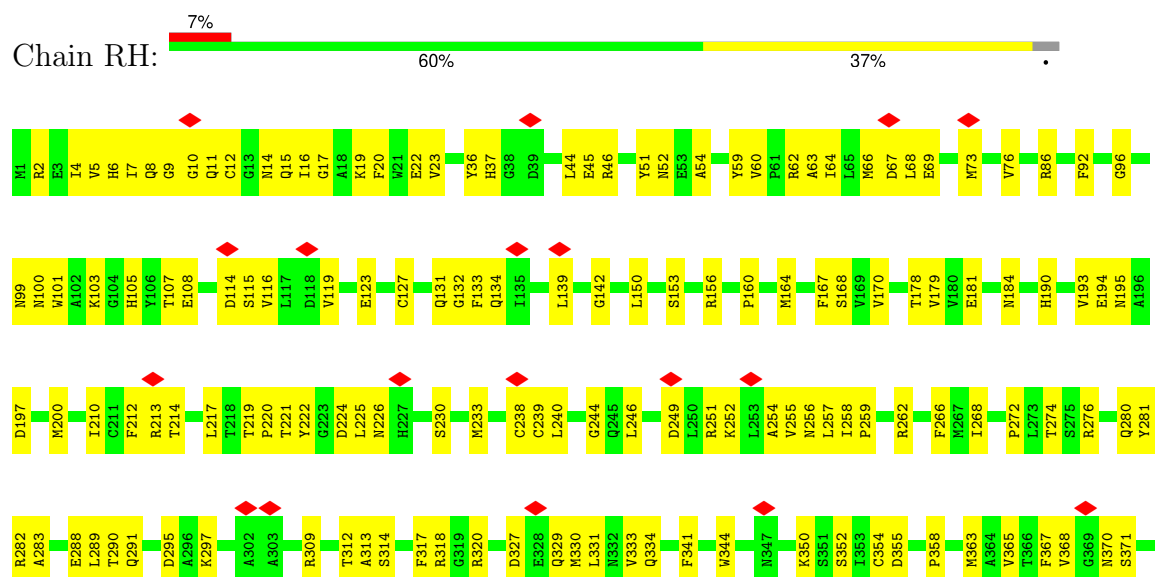 7%
Chain RH:
60% 37% •
M1 R2 E3 I4 V5 H6 I7 Q8 G9 G10 Q11 C12 G13 N14 Q15 I16 G17 A18 K19 F20 W21 E22 V23 Y36 H37 G38 D39 L44 E45 R46 Y51 N52 E53 A54 Y59 V60 P61 R62 A63 I64 L65 M66 D67 L68 E69 M73 V76 R86 F92 G96
N99 N100 W101 A102 K103 G104 H105 Y106 T107 E108 D114 S115 V116 L117 D118 V119 E123 C127 Q131 G132 F133 Q134 I135 L139 G142 L150 S153 R156 P160 M164 F167 S168 V169 V170 T178 V179 V180 E181 N184 H190 V193 E194 N195 A196
D197 M200 I210 C211 F212 R213 T214 L217 T218 T219 P220 T221 Y222 G223 D224 L225 N226 H227 S230 M233 C238 C239 L240 G244 Q245 L246 D249 L250 R251 K252 L253 A254 V255 N256 L257 I258 P259 R262 F266 M267 I268 P272 L273 T274 S275 R276 Q280 Y281
R282 A283 E288 L289 T290 Q291 D295 A296 K297 A302 A303 R309 T312 A313 S314 F317 R318 G319 R320 D327 E328 Q329 M330 L331 N332 V333 Q334 F341 W344 N347 K350 S351 S352 I353 C354 D355 P358 M363 A364 V365 T366 F367 V368 G369 N370 S371